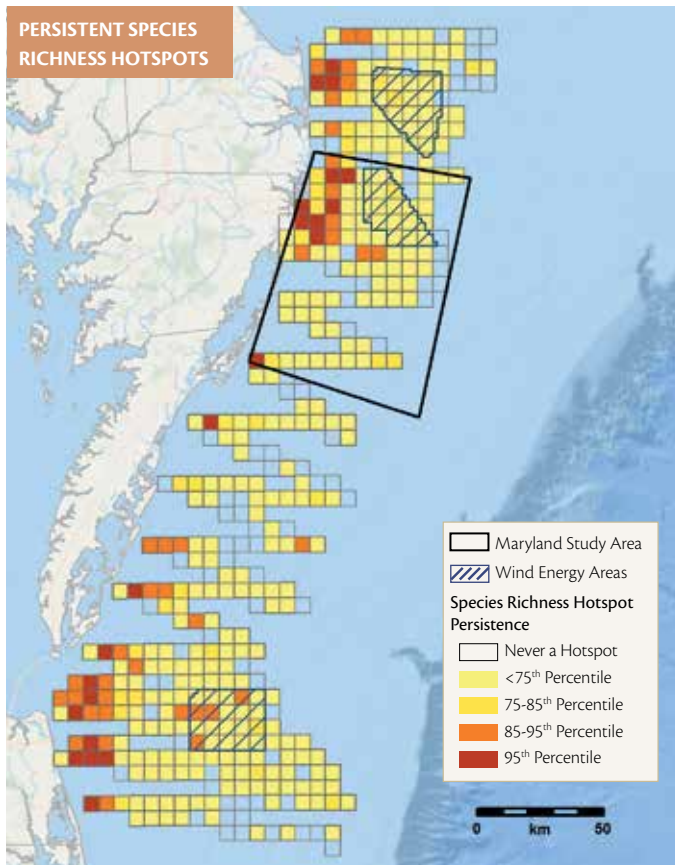 PERSISTENT SPECIES
RICHNESS HOTSPOTS
Maryland Study Area
Wind Energy Areas
Species Richness Hotspot
Persistence
Never a Hotspot
<75th Percentile
75-85th Percentile
85-95th Percentile
95th Percentile
0 50
km